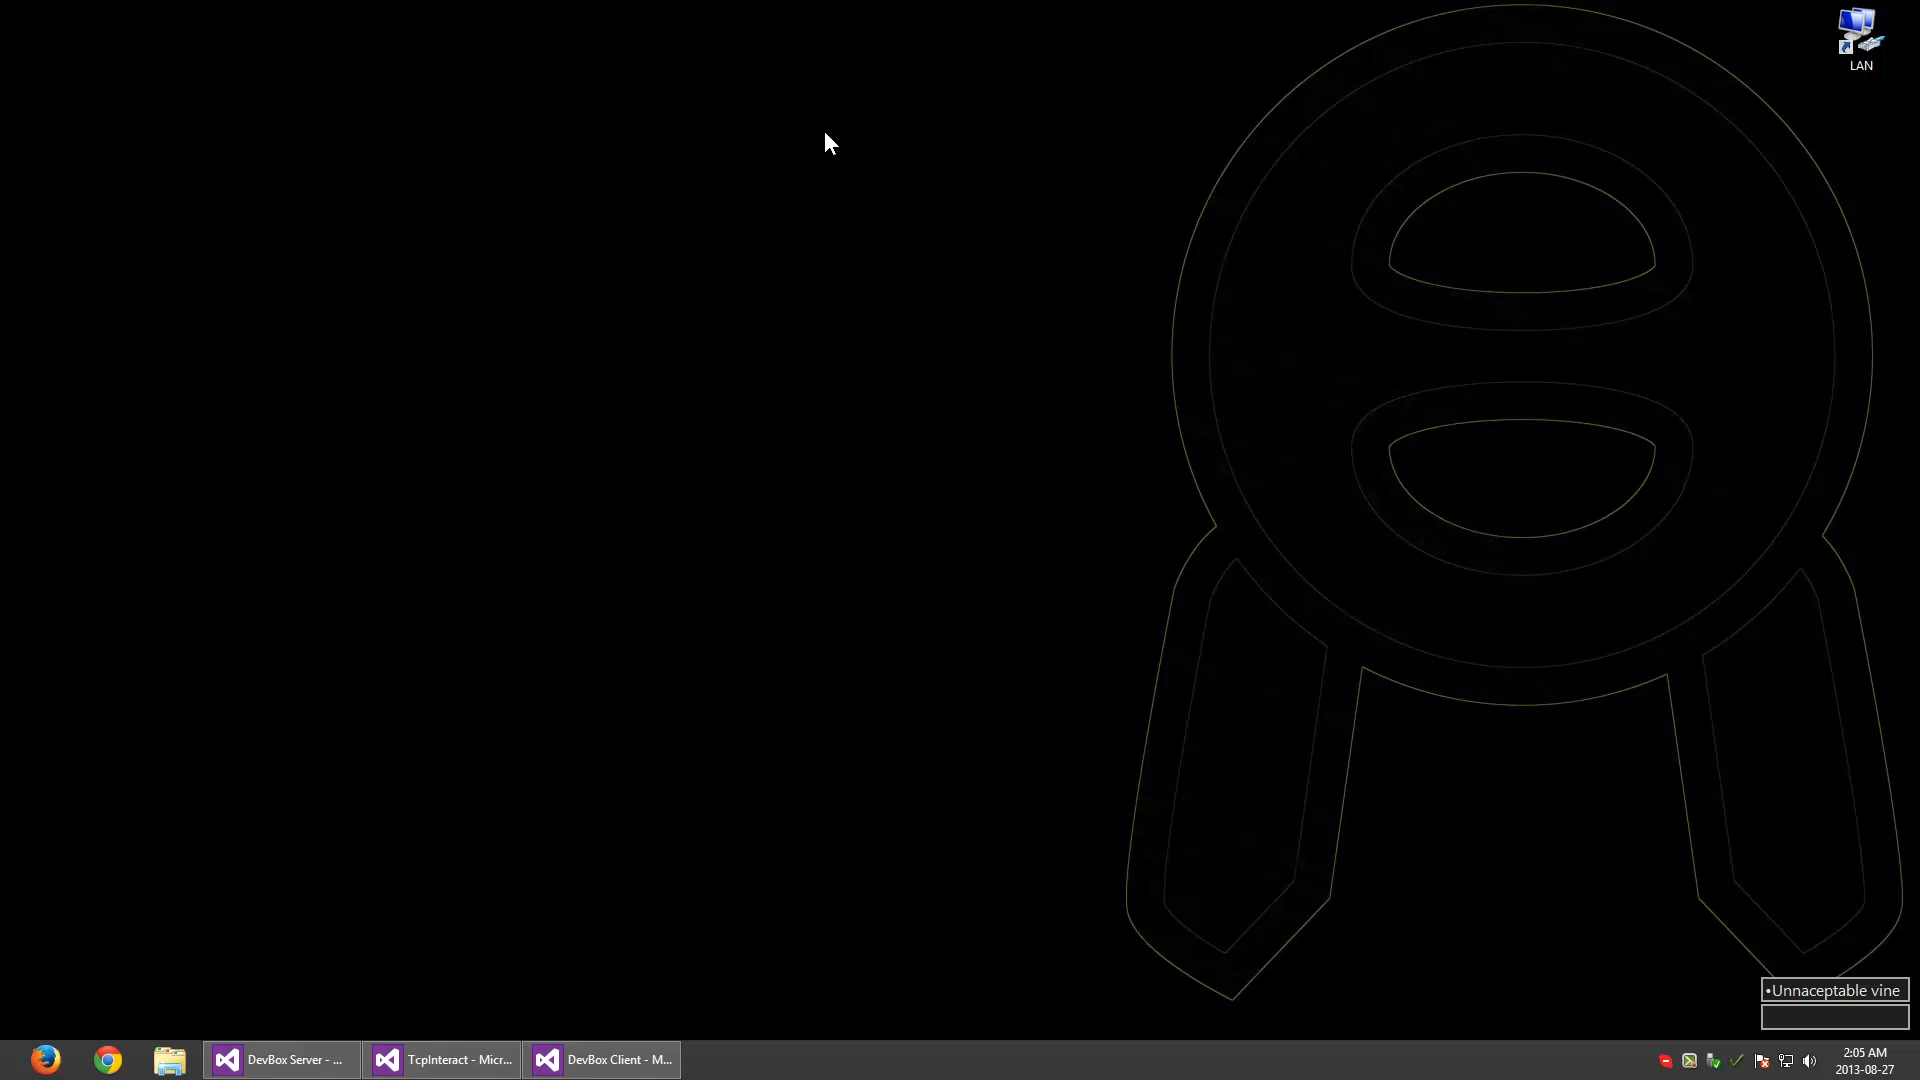 LAN
•Unnaceptable vine
DevBox Server - ...
TcpInteract - Micr...
DevBox Client - M...
2:05 AM
2013-08-27